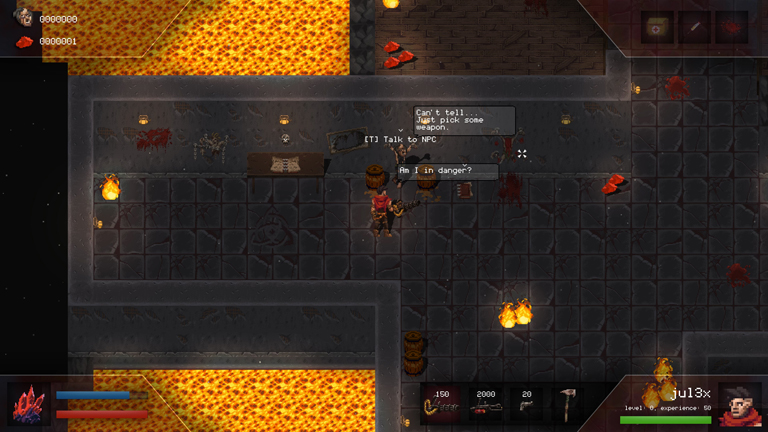 0000000
0000001
Can't tell...
Just pick some
weapon.
[T] Talk to NPC
Am I in danger?
150
2000
20
jul3x
level: 0, experience: 50